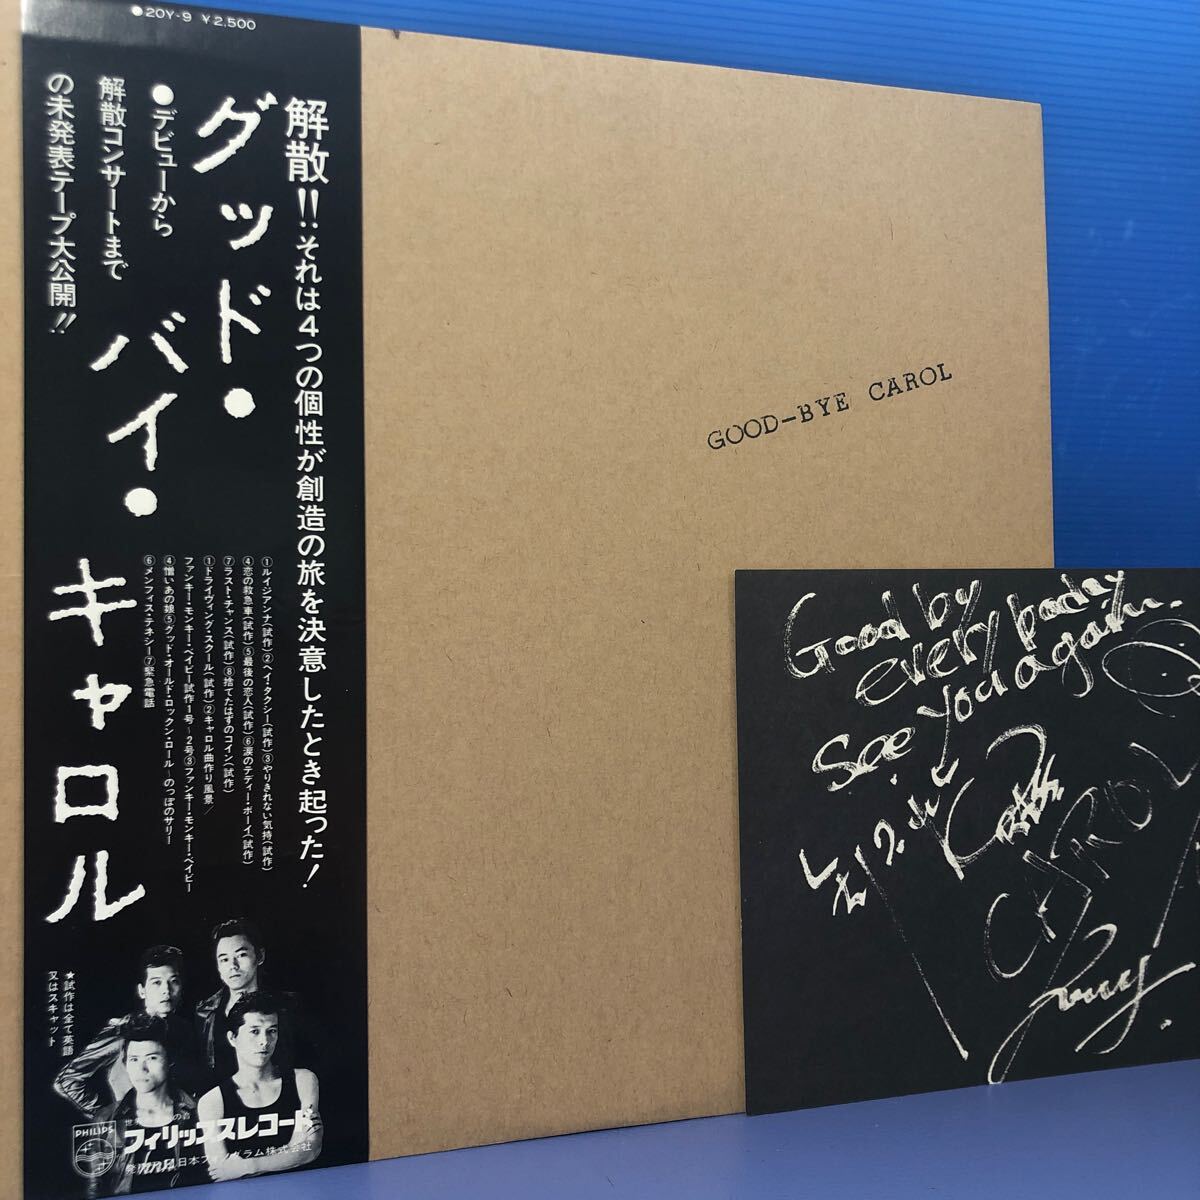 ●20Y-9 ¥2,500
解散!!それは4つの個性が創造の旅を決意したとき起った!
グッド・
バイ・
キャロル
●デビューから
解散コンサートまで
の未発表テープ大公開!!
①ルイジアンナ(試作)②ヘイ・タクシー(試作)③やりきれない気持(試作)
④恋の救急車(試作)⑤最後の恋人(試作)⑥涙のテディー・ボーイ(試作)
⑦ラスト・チャンス(試作)⑧捨てたはずのコイン(試作)
①ドライヴィング・スクール(試作)②キャロル曲作り風景/
ファンキー・モンキー・ベイビー試作1号~2号③ファンキー・モンキー・ベイビー
④憎いあの娘⑤グッド・オールド・ロックン・ロール~のっぽのサリー
⑥メンフィス・テネシー⑦緊急電話
★試作は全て英語
又はスキャット
PHILIPS
フィリップスレコード
日本フォノグラム株式会社
GOOD-BYE CAROL
Good by
every body
see you again.
CAROL
Johnny